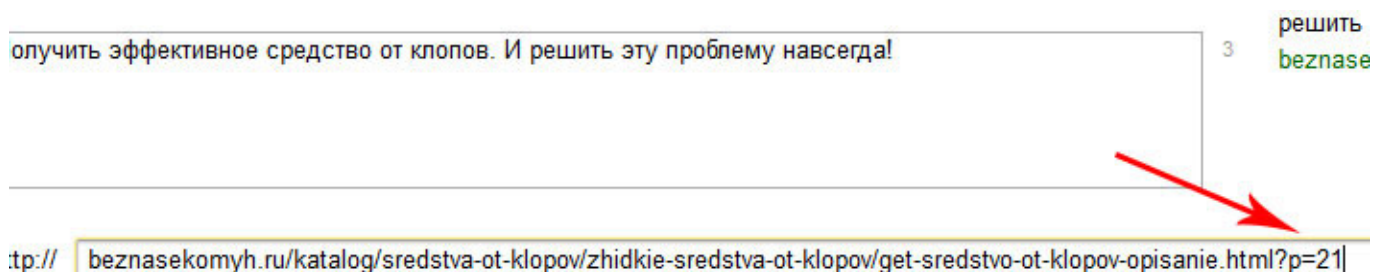 решить
олучить эффективное средство от клопов. И решить эту проблему навсегда!
3
beznase
ttp://
beznasekomyh.ru/katalog/sredstva-ot-klopov/zhidkie-sredstva-ot-klopov/get-sredstvo-ot-klopov-opisanie.html?p=21